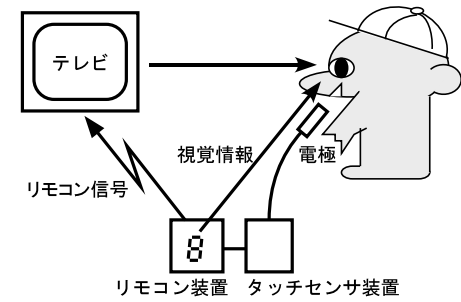 テレビ
視覚情報
電極
リモコン信号
8
リモコン装置
タッチセンサ装置